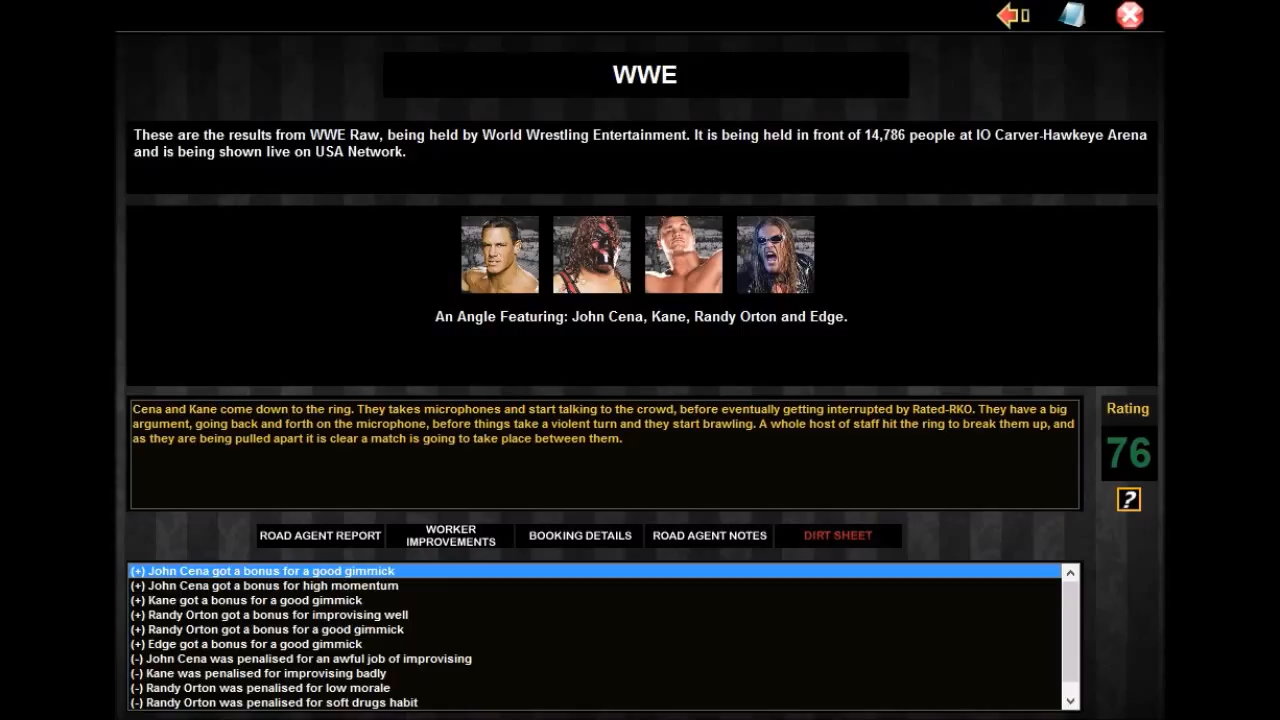 WWE
These are the results from WWE Raw, being held by World Wrestling Entertainment. It is being held in front of 14,786 people at IO Carver-Hawkeye Arena
and is being shown live on USA Network.
An Angle Featuring: John Cena, Kane, Randy Orton and Edge.
Cena and Kane come down to the ring. They takes microphones and start talking to the crowd, before eventually getting interrupted by Rated-RKO. They have a big
argument, going back and forth on the microphone, before things take a violent turn and they start brawling. A whole host of staff hit the ring to break them up, and
as they are being pulled apart it is clear a match is going to take place between them.
Rating
76
?
ROAD AGENT REPORT
WORKER
IMPROVEMENTS
BOOKING DETAILS
ROAD AGENT NOTES
DIRT SHEET
(+) John Cena got a bonus for a good gimmick
(+) John Cena got a bonus for high momentum
(+) Kane got a bonus for a good gimmick
(+) Randy Orton got a bonus for improvising well
(+) Randy Orton got a bonus for a good gimmick
(+) Edge got a bonus for a good gimmick
(-) John Cena was penalised for an awful job of improvising
(-) Kane was penalised for improvising badly
(-) Randy Orton was penalised for low morale
(-) Randy Orton was penalised for soft drugs habit